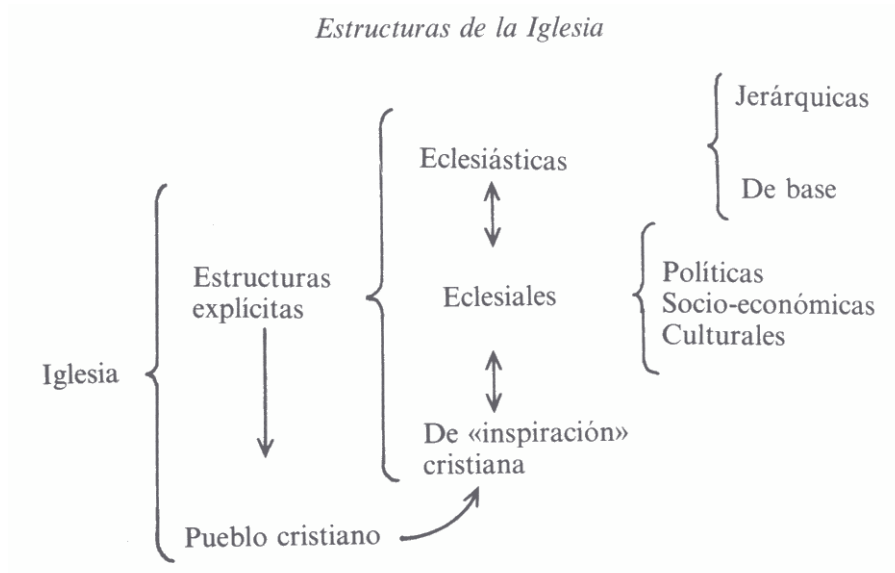 Estructuras de la Iglesia
Jerárquicas
Eclesiásticas
De base
Estructuras
explícitas
Eclesiales
Políticas
Socio-económicas
Culturales
Iglesia
De «inspiración»
cristiana
Pueblo cristiano